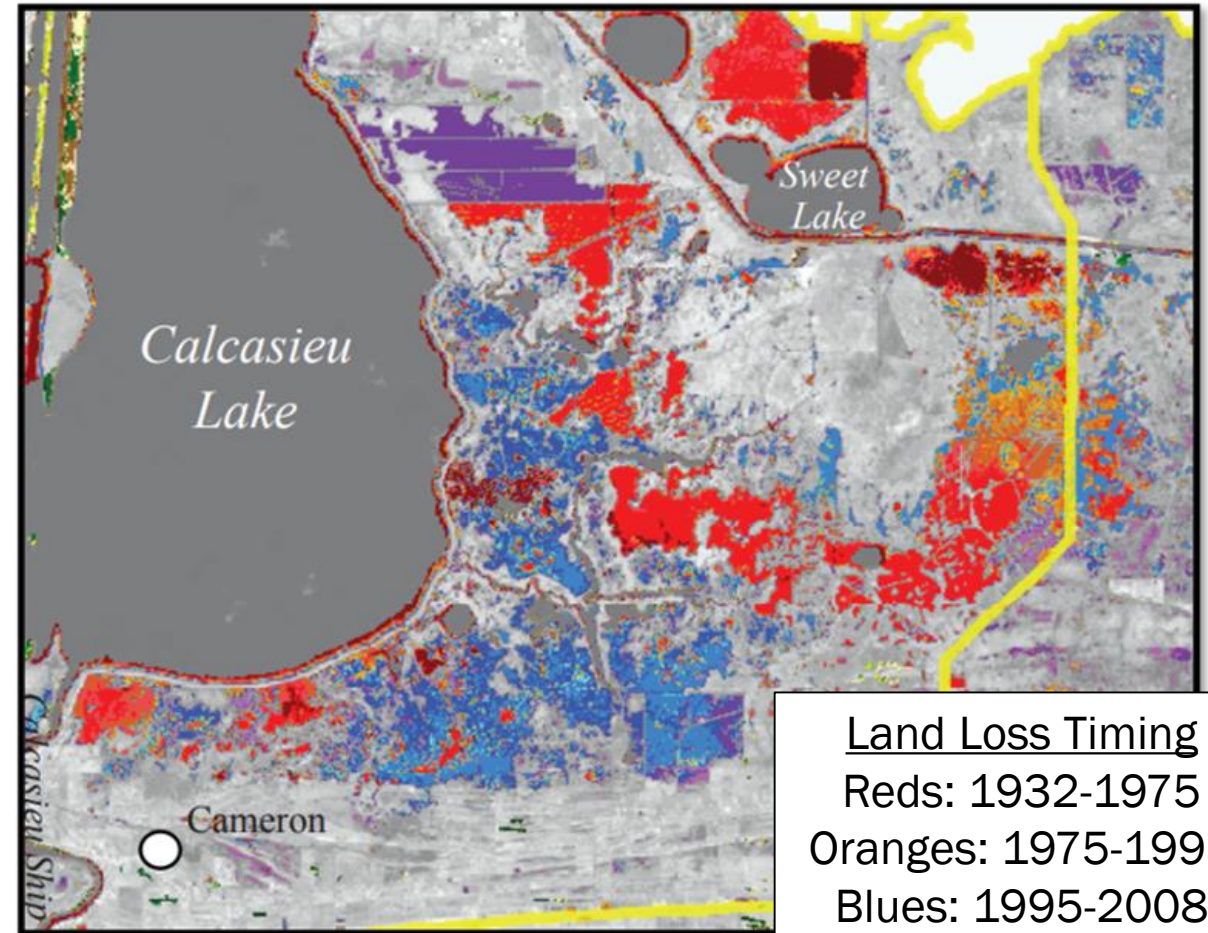 Sweet
Lake
Calcasieu
Lake
Calcasieu Ship
Cameron
Land Loss Timing
Reds: 1932-1975
Oranges: 1975-199
Blues: 1995-2008